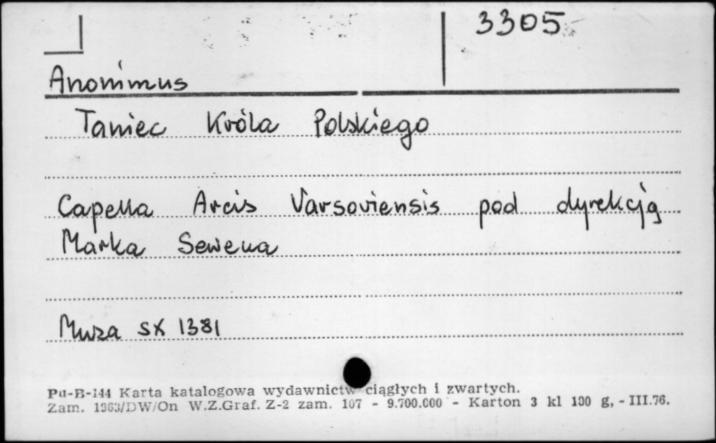 3305
Anonimus
Taniec Króla Polskiego
Capella Arcis Varsoviensis pod dyrekcją
Marka Sewena
Muza SX 1381
Pu-B-144 Karta katalogowa wydawnictw ciągłych i zwartych.
Zam. 1963/DW/On W.Z.Graf. Z-2 zam. 107 - 9.700.000 - Karton 3 kl 100 g, - III.76.